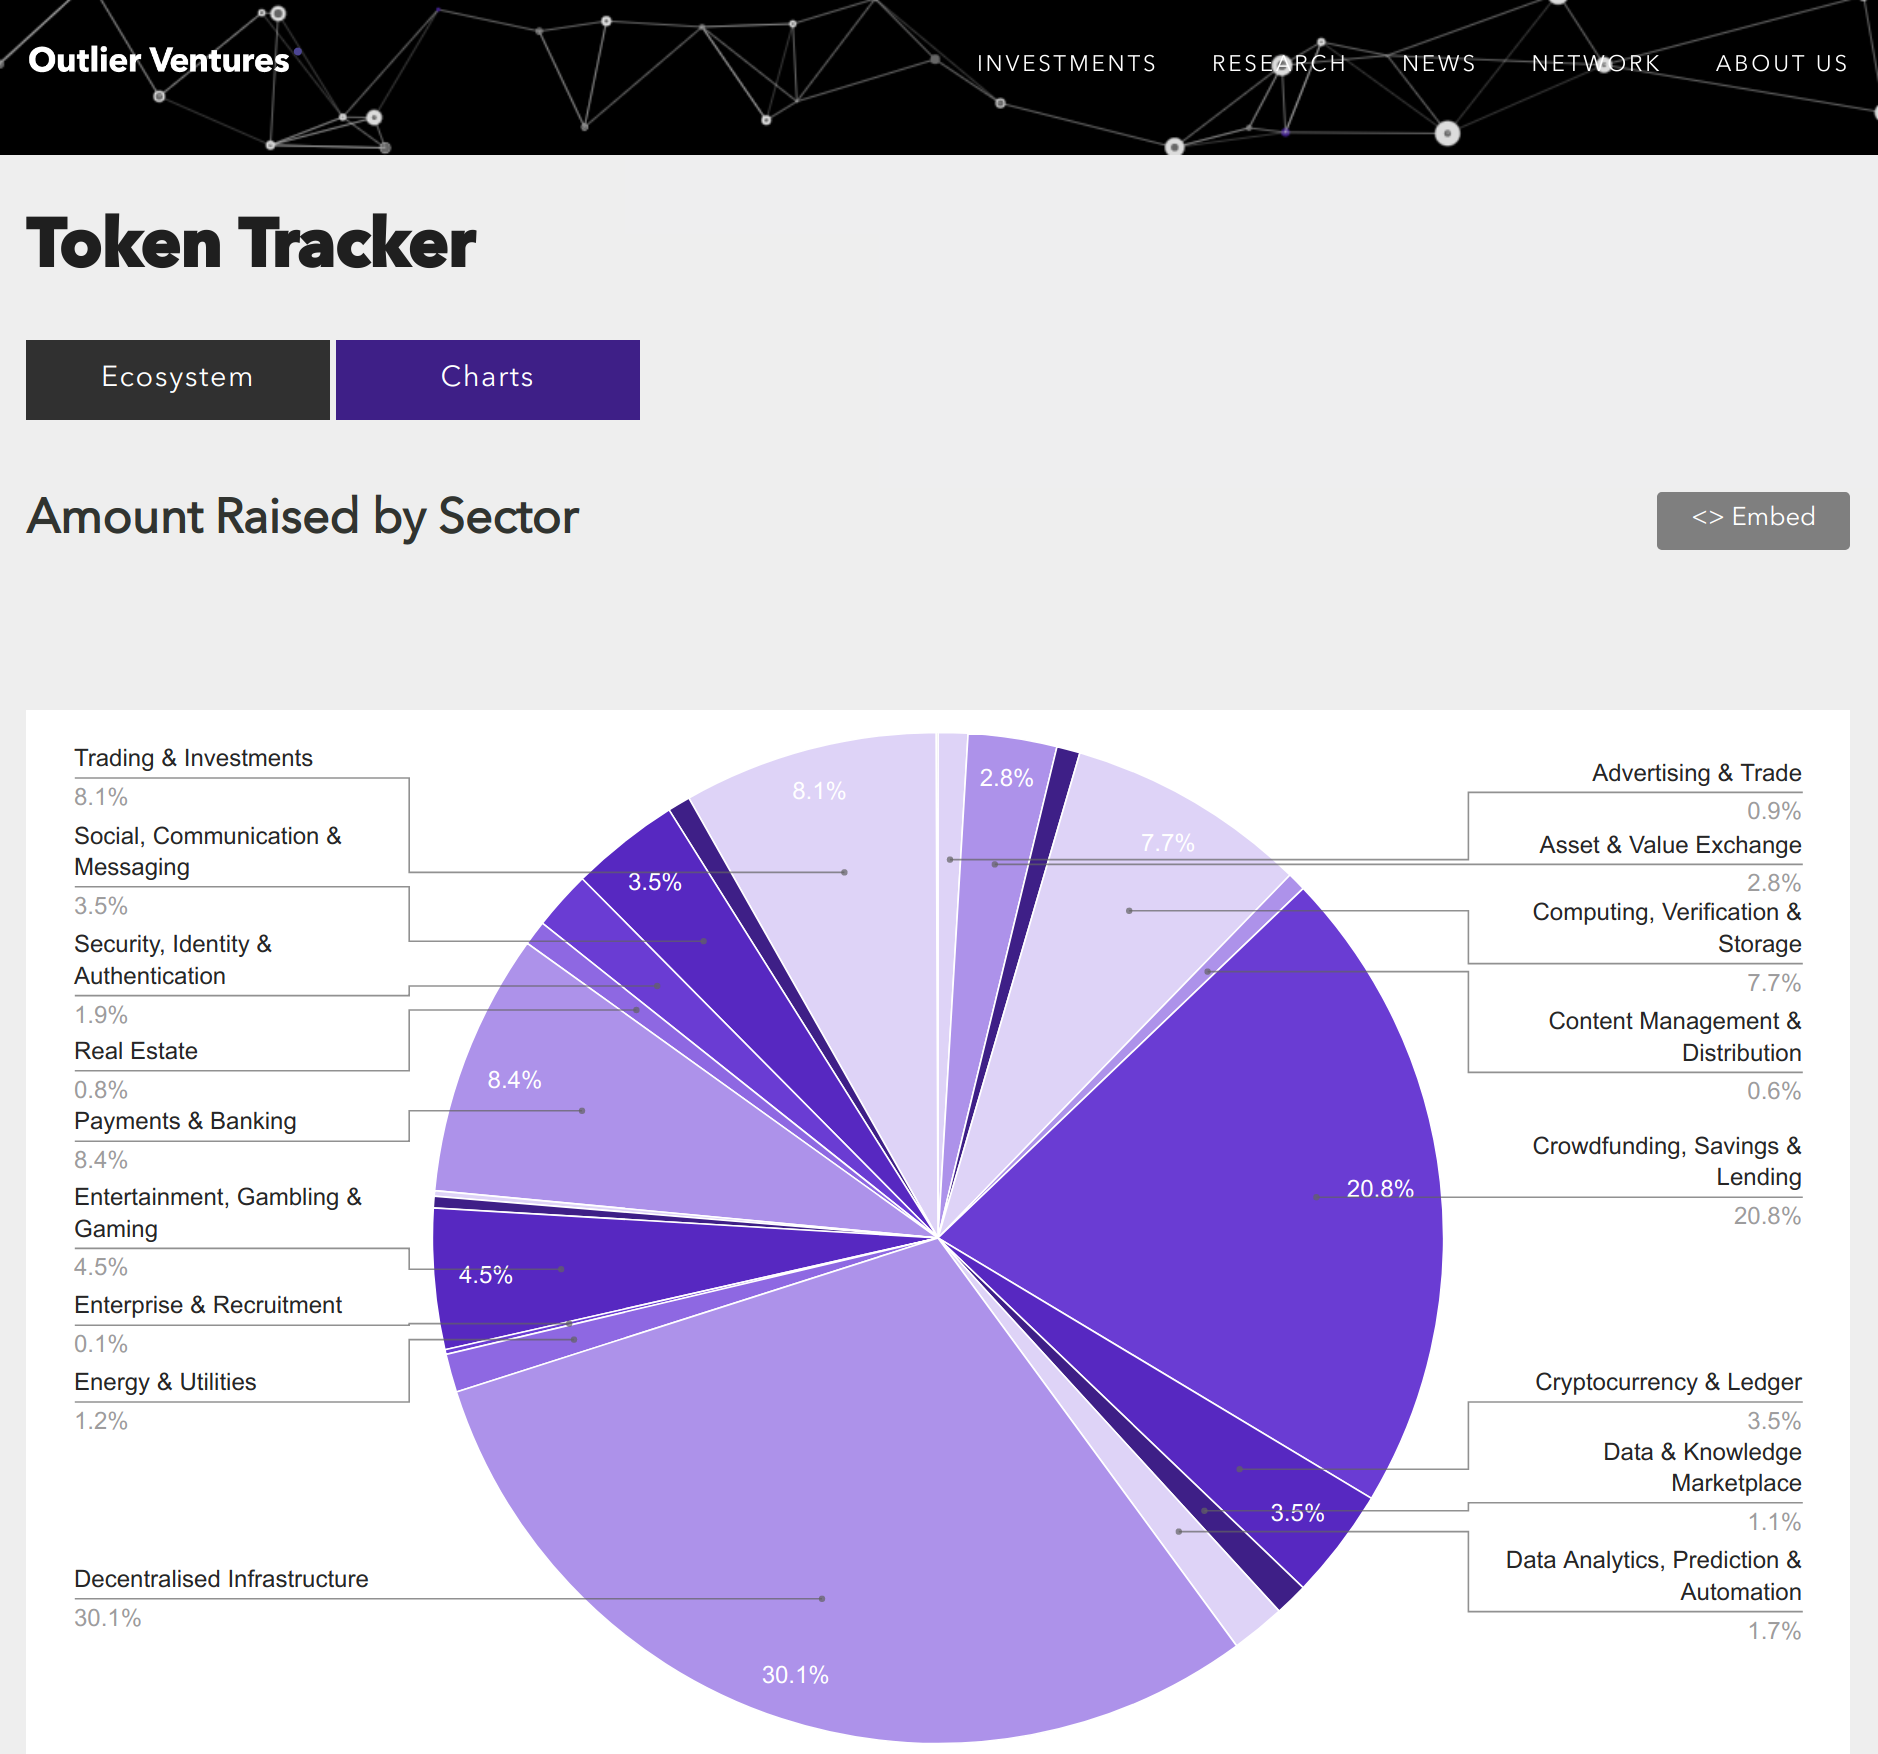 Outlier Ventures
INVESTMENTS
RESEARCH
NEWS
NETWORK
ABOUT US
Token Tracker
Ecosystem
Charts
Amount Raised by Sector
<> Embed
Trading & Investments
8.1%
Social, Communication &
Messaging
3.5%
Security, Identity &
Authentication
1.9%
Real Estate
0.8%
Payments & Banking
8.4%
Entertainment, Gambling &
Gaming
4.5%
Enterprise & Recruitment
0.1%
Energy & Utilities
1.2%
Decentralised Infrastructure
30.1%
8.1%
2.8%
7.7%
3.5%
8.4%
20.8%
4.5%
3.5%
30.1%
Advertising & Trade
0.9%
Asset & Value Exchange
2.8%
Computing, Verification &
Storage
7.7%
Content Management &
Distribution
0.6%
Crowdfunding, Savings &
Lending
20.8%
Cryptocurrency & Ledger
3.5%
Data & Knowledge
Marketplace
1.1%
Data Analytics, Prediction &
Automation
1.7%